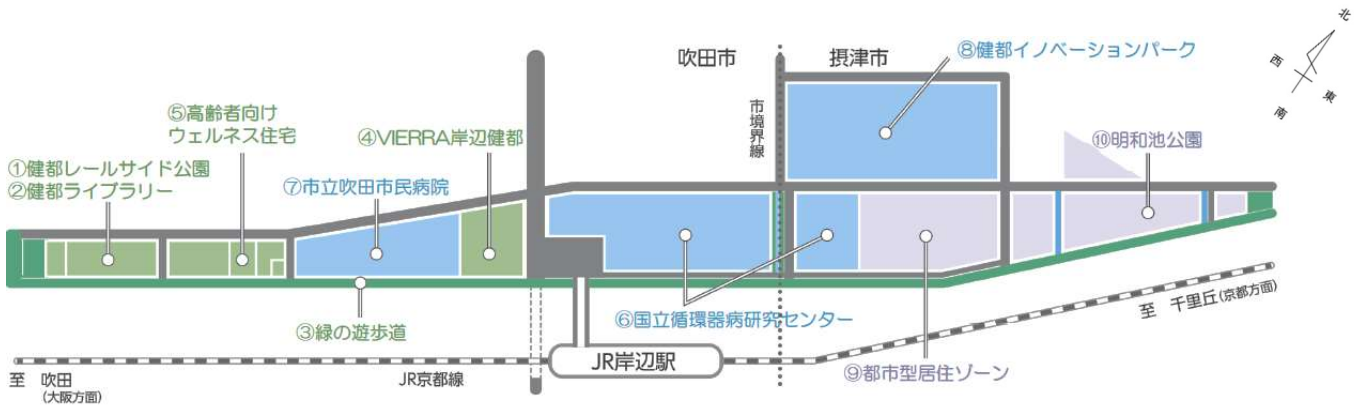 北
西
東
南
吹田市
摂津市
市境界線
⑧健都イノベーションパーク
⑤高齢者向け
ウェルネス住宅
④VIERRA岸辺健都
①健都レールサイド公園
②健都ライブラリー
⑦市立吹田市民病院
⑩明和池公園
③緑の遊歩道
⑥国立循環器病研究センター
至 千里丘(京都方面)
JR岸辺駅
⑨都市型居住ゾーン
至 吹田
(大阪方面)
JR京都線